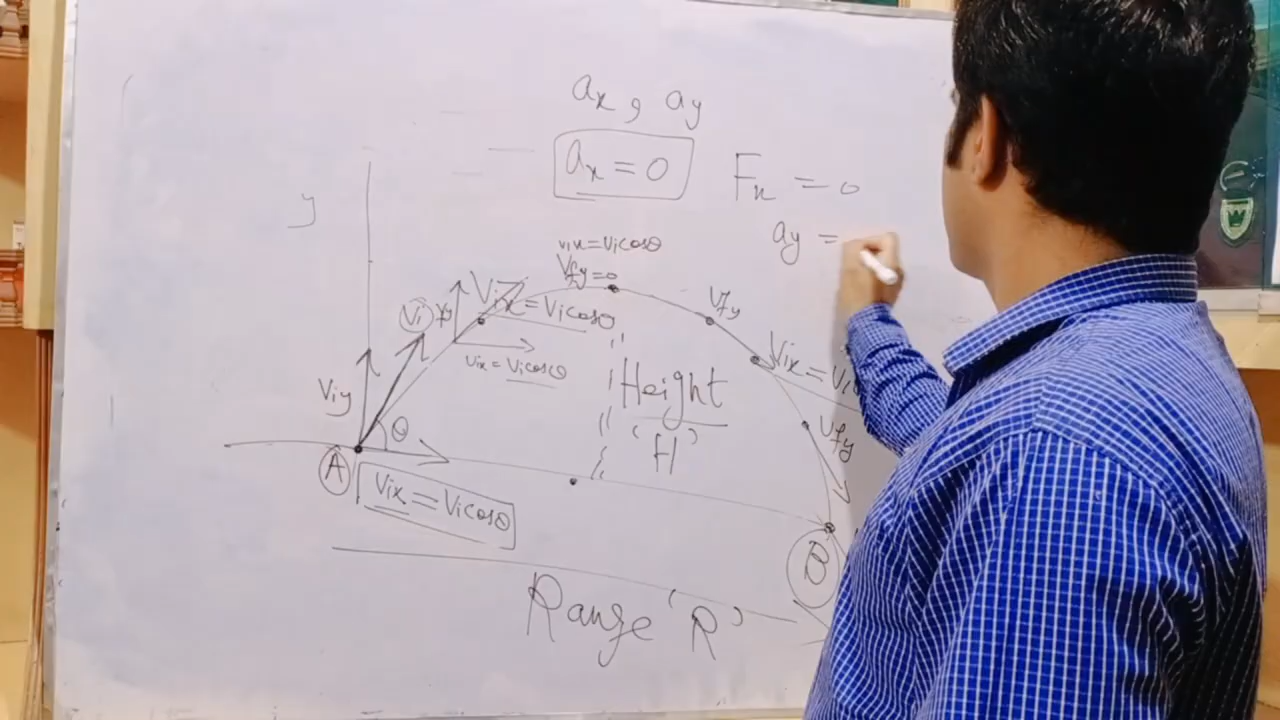 ax, ay
ax = 0
Fx = 0
ay =
y
Vix = Vicosθ
Vfy = 0
Vfy
Vi
Vix = Vicosθ
Vix = Vicosθ
Vix = Vi
Height
'H'
Viy
θ
Vfy
A
Vix = Vicosθ
B
Range 'R'